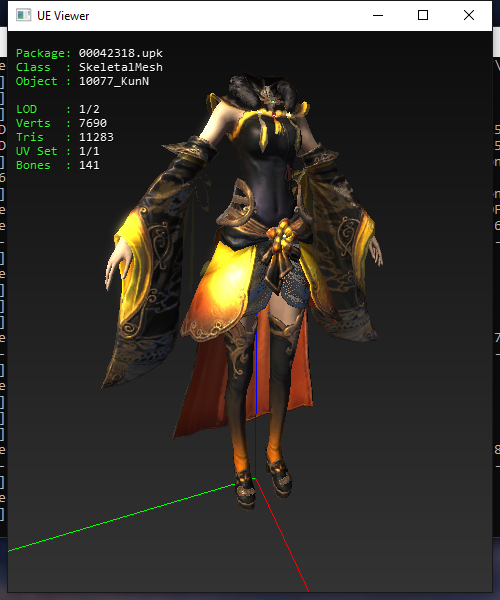 UE Viewer
Package: 00042318.upk
Class : SkeletalMesh
Object : 10077_KunN
LOD : 1/2
Verts : 7690
Tris : 11283
UV Set : 1/1
Bones : 141